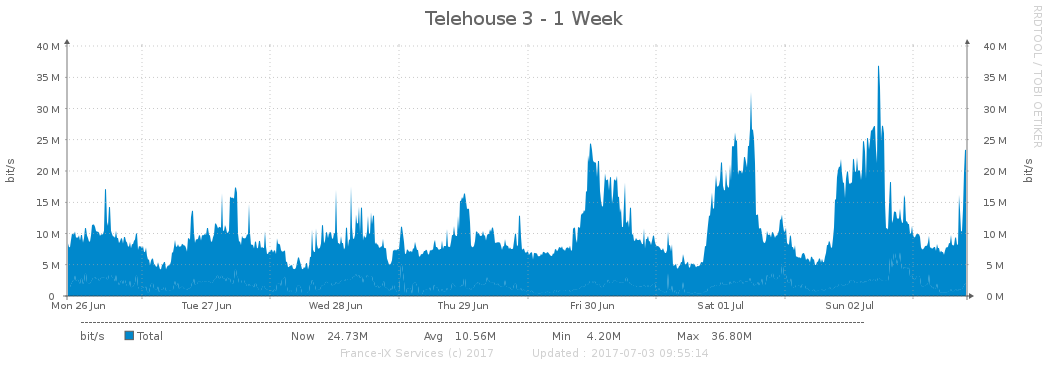 Telehouse 3 - 1 Week
RRDTOOL / TOBI OETIKER
40 M 40 M
35 M 35 M
30 M 30 M
25 M 25 M
20 M 20 M
15 M 15 M
10 M 10 M
5 M 5 M
0 0 M
bit/s
bit/s
Mon 26 Jun Tue 27 Jun Wed 28 Jun Thu 29 Jun Fri 30 Jun Sat 01 Jul Sun 02 Jul
bit/s Total Now 24.73M Avg 10.56M Min 4.20M Max 36.80M
France-IX Services (c) 2017 Updated : 2017-07-03 09:55:14